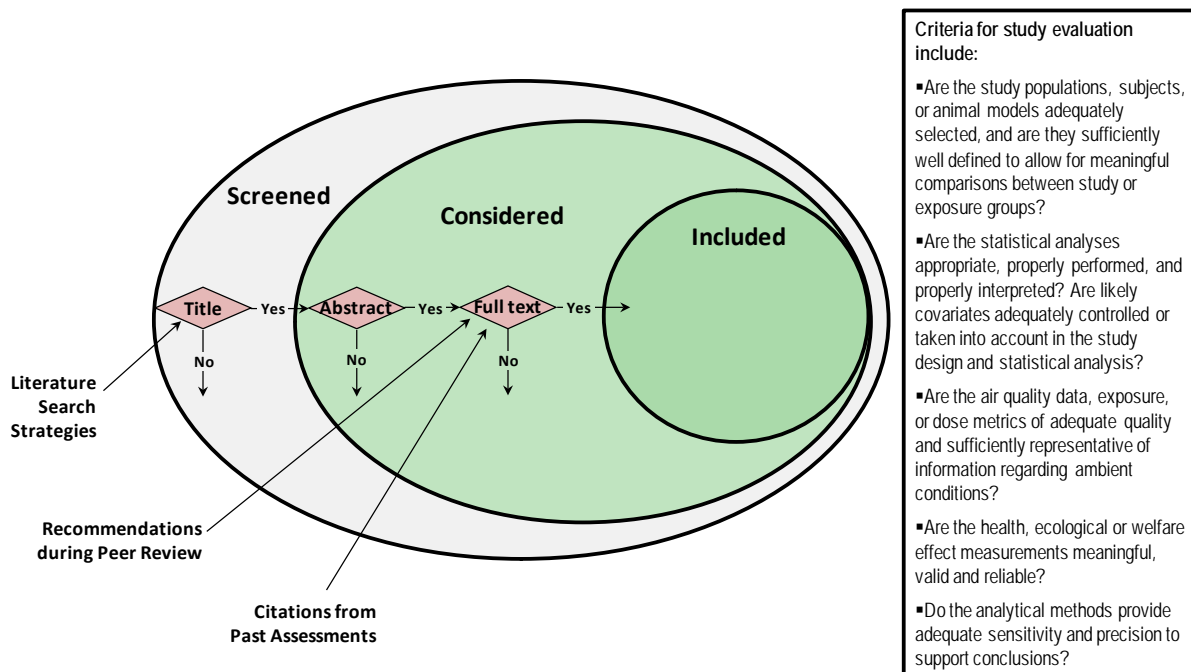 Screened
Considered
Included
Title
Yes
Abstract
Yes
Full text
Yes
No
No
No
Literature
Search
Strategies
Recommendations
during Peer Review
Citations from
Past Assessments
Criteria for study evaluation
include:
▪Are the study populations, subjects,
or animal models adequately
selected, and are they sufficiently
well defined to allow for meaningful
comparisons between study or
exposure groups?
▪Are the statistical analyses
appropriate, properly performed, and
properly interpreted? Are likely
covariates adequately controlled or
taken into account in the study
design and statistical analysis?
▪Are the air quality data, exposure,
or dose metrics of adequate quality
and sufficiently representative of
information regarding ambient
conditions?
▪Are the health, ecological or welfare
effect measurements meaningful,
valid and reliable?
▪Do the analytical methods provide
adequate sensitivity and precision to
support conclusions?